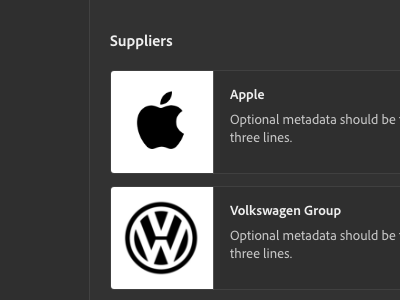 Suppliers
Apple
Optional metadata should be
three lines.
Volkswagen Group
Optional metadata should be
three lines.